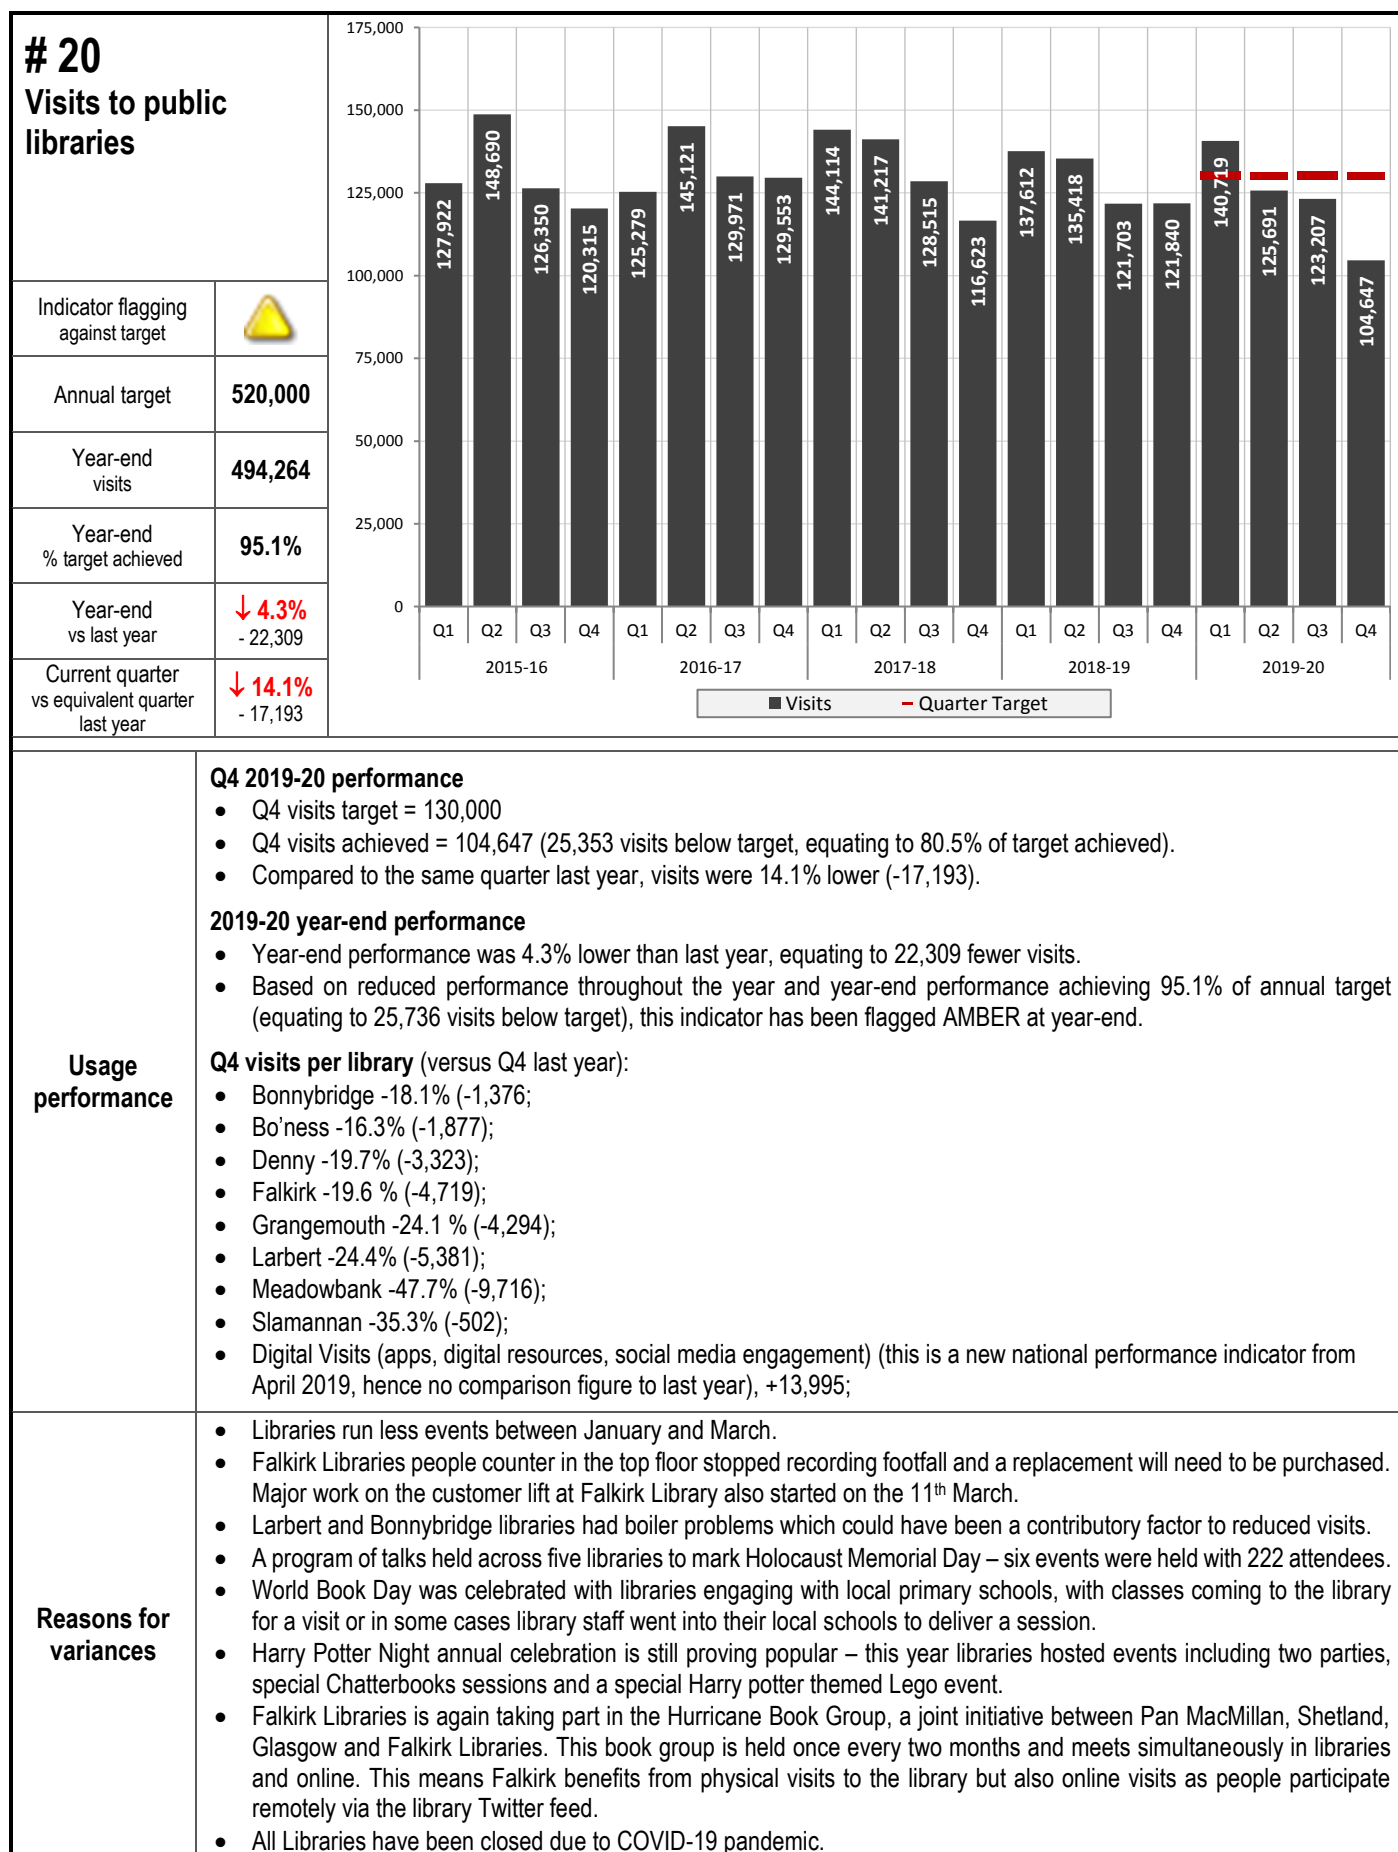 # 20
Visits to public
libraries
Indicator flagging
against target
Annual target
520,000
Year-end
visits
494,264
Year-end
% target achieved
95.1%
Year-end
vs last year
↓ 4.3%
- 22,309
Current quarter
vs equivalent quarter
last year
↓ 14.1%
- 17,193
175,000
150,000
125,000
100,000
75,000
50,000
25,000
0
127,922
148,690
126,350
120,315
125,279
145,121
129,971
129,553
144,114
141,217
128,515
116,623
137,612
135,418
121,703
121,840
140,719
125,691
123,207
104,647
Q1 Q2 Q3 Q4 Q1 Q2 Q3 Q4 Q1 Q2 Q3 Q4 Q1 Q2 Q3 Q4 Q1 Q2 Q3 Q4
2015-16 2016-17 2017-18 2018-19 2019-20
Visits Quarter Target
Usage
performance
Q4 2019-20 performance
• Q4 visits target = 130,000
• Q4 visits achieved = 104,647 (25,353 visits below target, equating to 80.5% of target achieved).
• Compared to the same quarter last year, visits were 14.1% lower (-17,193).
2019-20 year-end performance
• Year-end performance was 4.3% lower than last year, equating to 22,309 fewer visits.
• Based on reduced performance throughout the year and year-end performance achieving 95.1% of annual target
(equating to 25,736 visits below target), this indicator has been flagged AMBER at year-end.
Q4 visits per library (versus Q4 last year):
• Bonnybridge -18.1% (-1,376;
• Bo’ness -16.3% (-1,877);
• Denny -19.7% (-3,323);
• Falkirk -19.6 % (-4,719);
• Grangemouth -24.1 % (-4,294);
• Larbert -24.4% (-5,381);
• Meadowbank -47.7% (-9,716);
• Slamannan -35.3% (-502);
• Digital Visits (apps, digital resources, social media engagement) (this is a new national performance indicator from
April 2019, hence no comparison figure to last year), +13,995;
Reasons for
variances
• Libraries run less events between January and March.
• Falkirk Libraries people counter in the top floor stopped recording footfall and a replacement will need to be purchased.
Major work on the customer lift at Falkirk Library also started on the 11th March.
• Larbert and Bonnybridge libraries had boiler problems which could have been a contributory factor to reduced visits.
• A program of talks held across five libraries to mark Holocaust Memorial Day – six events were held with 222 attendees.
• World Book Day was celebrated with libraries engaging with local primary schools, with classes coming to the library
for a visit or in some cases library staff went into their local schools to deliver a session.
• Harry Potter Night annual celebration is still proving popular – this year libraries hosted events including two parties,
special Chatterbooks sessions and a special Harry potter themed Lego event.
• Falkirk Libraries is again taking part in the Hurricane Book Group, a joint initiative between Pan MacMillan, Shetland,
Glasgow and Falkirk Libraries. This book group is held once every two months and meets simultaneously in libraries
and online. This means Falkirk benefits from physical visits to the library but also online visits as people participate
remotely via the library Twitter feed.
• All Libraries have been closed due to COVID-19 pandemic.